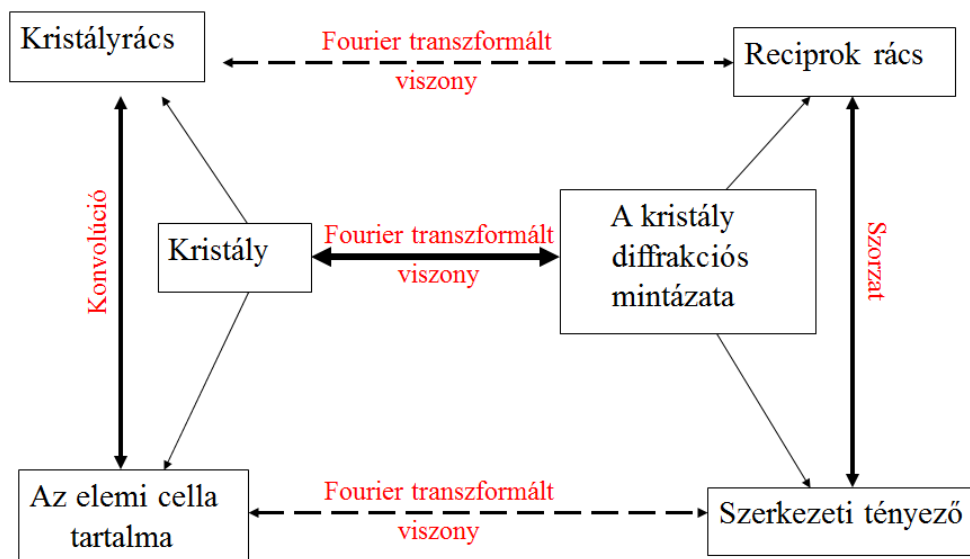 Kristályrács
Fourier transzformált
viszony
Reciprok rács
Konvolúció
Kristály
Fourier transzformált
viszony
A kristály
diffrakciós
mintázata
Szorzat
Az elemi cella
tartalma
Fourier transzformált
viszony
Szerkezeti tényező